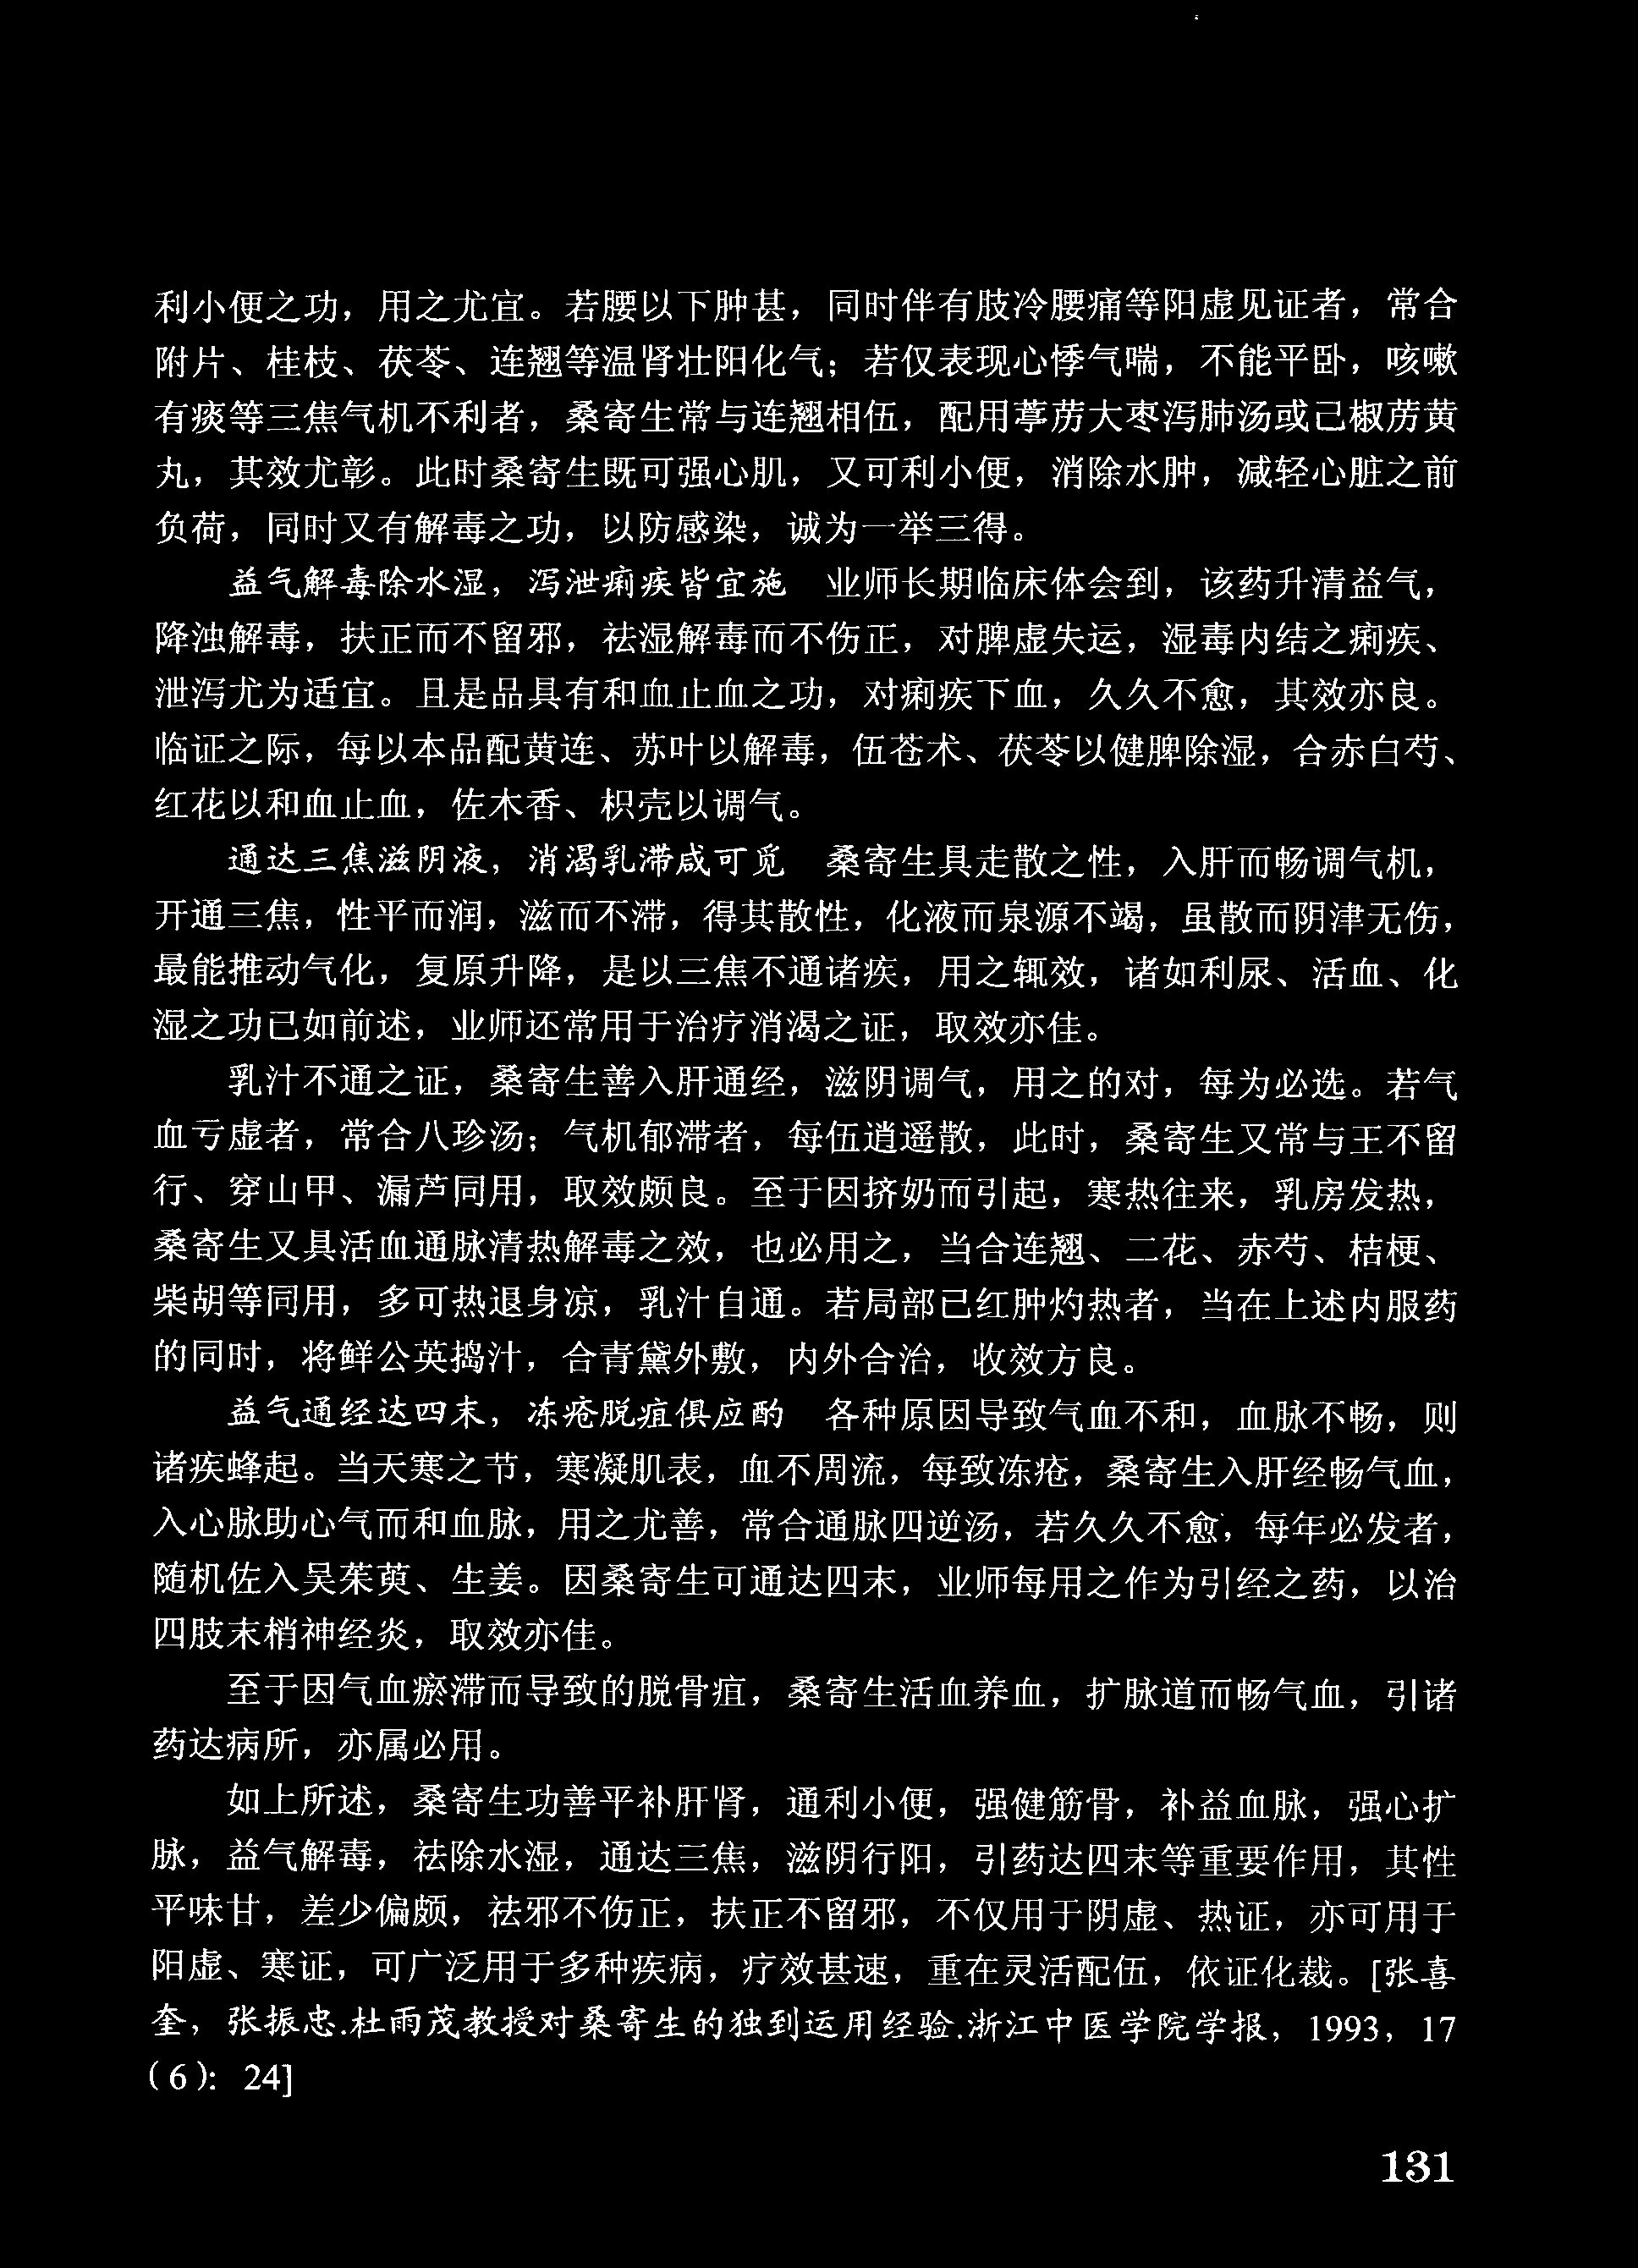 利小便之功，用之尤宜。若腰以下肿甚，同时伴有肢冷腰痛等阳虚见证者，常合
附片、桂枝、茯苓、连翘等温肾壮阳化气；若仅表现心悸气喘，不能平卧，咳嗽
有痰等三焦气机不利者，桑寄生常与连翘相伍，配用葶苈大枣泻肺汤或己椒苈黄
丸，其效尤彰。此时桑寄生既可强心肌，又可利小便，消除水肿，减轻心脏之前
负荷，同时又有解毒之功，以防感染，诚为一举三得。
益气解毒除水湿，泻泄痢疾皆宜施　业师长期临床体会到，该药升清益气，
降浊解毒，扶正而不留邪，祛湿解毒而不伤正，对脾虚失运，湿毒内结之痢疾、
泄泻尤为适宜。且是品具有和血止血之功，对痢疾下血，久久不愈，其效亦良。
临证之际，每以本品配黄连、苏叶以解毒，伍苍术、茯苓以健脾除湿，合赤白芍、
红花以和血止血，佐木香、枳壳以调气。
通达三焦滋阴液，消渴乳滞咸可觅　桑寄生具走散之性，入肝而畅调气机，
开通三焦，性平而润，滋而不滞，得其散性，化液而泉源不竭，虽散而阴津无伤，
最能推动气化，复原升降，是以三焦不通诸疾，用之辄效，诸如利尿、活血、化
湿之功已如前述，业师还常用于治疗消渴之证，取效亦佳。
乳汁不通之证，桑寄生善入肝通经，滋阴调气，用之的对，每为必选。若气
血亏虚者，常合八珍汤；气机郁滞者，每伍逍遥散，此时，桑寄生又常与王不留
行、穿山甲、漏芦同用，取效颇良。至于因挤奶而引起，寒热往来，乳房发热，
桑寄生又具活血通脉清热解毒之效，也必用之，当合连翘、二花、赤芍、桔梗、
柴胡等同用，多可热退身凉，乳汁自通。若局部已红肿灼热者，当在上述内服药
的同时，将鲜公英捣汁，合青黛外敷，内外合治，收效方良。
益气通经达四末，冻疮脱疽俱应酌　各种原因导致气血不和，血脉不畅，则
诸疾蜂起。当天寒之节，寒凝肌表，血不周流，每致冻疮，桑寄生入肝经畅气血，
入心脉助心气而和血脉，用之尤善，常合通脉四逆汤，若久久不愈，每年必发者，
随机佐入吴茱萸、生姜。因桑寄生可通达四末，业师每用之作为引经之药，以治
四肢末梢神经炎，取效亦佳。
至于因气血瘀滞而导致的脱骨疽，桑寄生活血养血，扩脉道而畅气血，引诸
药达病所，亦属必用。
如上所述，桑寄生功善平补肝肾，通利小便，强健筋骨，补益血脉，强心扩
脉，益气解毒，祛除水湿，通达三焦，滋阴行阳，引药达四末等重要作用，其性
平味甘，差少偏颇，祛邪不伤正，扶正不留邪，不仅用于阴虚、热证，亦可用于
阳虚、寒证，可广泛用于多种疾病，疗效甚速，重在灵活配伍，依证化裁。[张喜
奎，张振忠.杜雨茂教授对桑寄生的独到运用经验.浙江中医学院学报，1993，17
（6）：24]
131